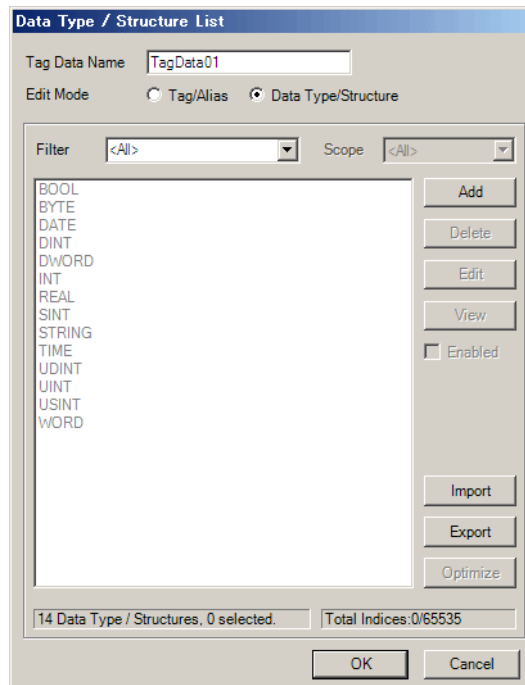 Data Type / Structure List
Tag Data Name TagData01
Edit Mode Tag/Alias Data Type/Structure
Filter <All> Scope <All>
BOOL
BYTE
DATE
DINT
DWORD
INT
REAL
SINT
STRING
TIME
UDINT
UINT
USINT
WORD
Add
Delete
Edit
View
Enabled
Import
Export
Optimize
14 Data Type / Structures, 0 selected. Total Indices:0/65535
OK Cancel